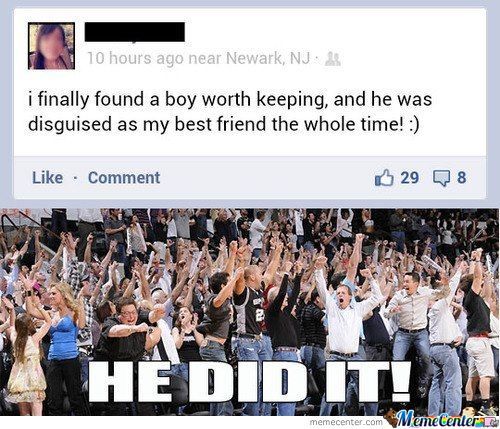 10 hours ago near Newark, NJ ·
i finally found a boy worth keeping, and he was
disguised as my best friend the whole time! :)
Like · Comment
29
8
HE DID IT!
memecenter.com
MemeCenter